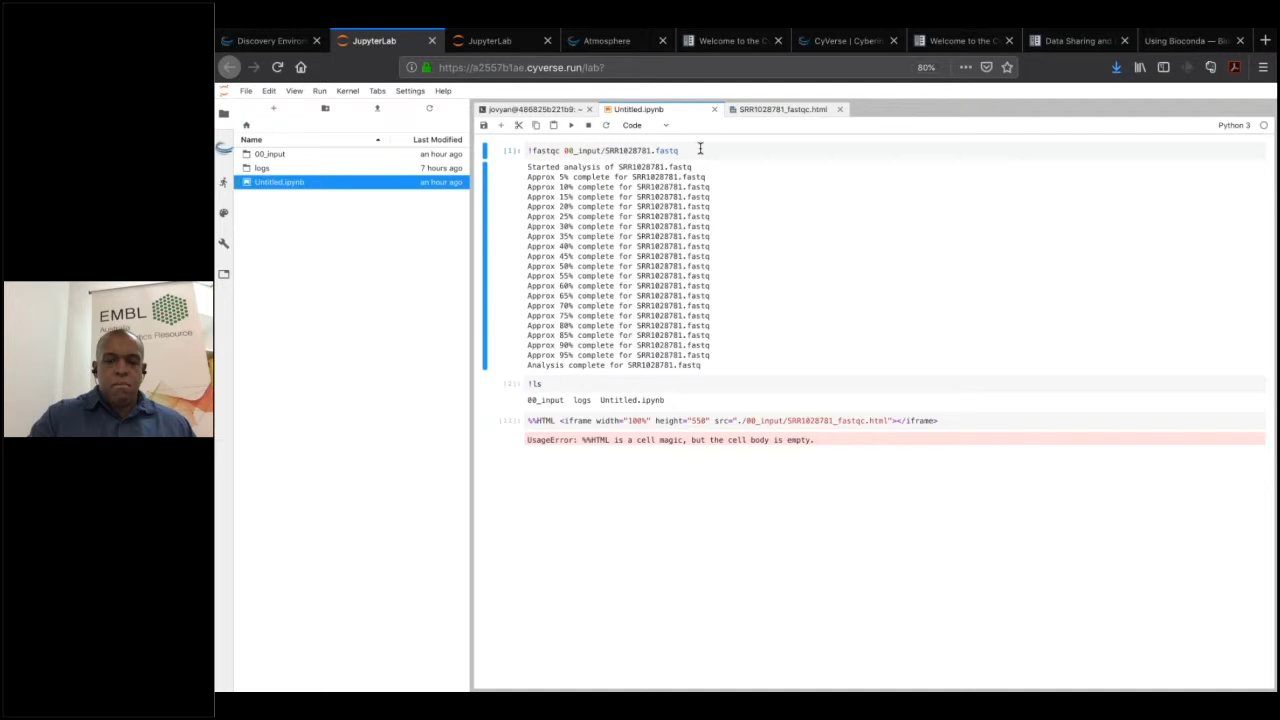 Discovery Environ
JupyterLab
JupyterLab
Atmosphere
Welcome to the C
CyVerse | Cyberi
Welcome to the C
Data Sharing and
Using Bioconda — Bi
https://a2557b1ae.cyverse.run/lab?
80%
File Edit View Run Kernel Tabs Settings Help
Name Last Modified
00_input an hour ago
logs 7 hours ago
Untitled.ipynb an hour ago
jovyan@486825b221b9: ~
Untitled.ipynb
SRR1028781_fastqc.html
Code
Python 3
[1]: !fastqc 00_input/SRR1028781.fastq
Started analysis of SRR1028781.fastq
Approx 5% complete for SRR1028781.fastq
Approx 10% complete for SRR1028781.fastq
Approx 15% complete for SRR1028781.fastq
Approx 20% complete for SRR1028781.fastq
Approx 25% complete for SRR1028781.fastq
Approx 30% complete for SRR1028781.fastq
Approx 35% complete for SRR1028781.fastq
Approx 40% complete for SRR1028781.fastq
Approx 45% complete for SRR1028781.fastq
Approx 50% complete for SRR1028781.fastq
Approx 55% complete for SRR1028781.fastq
Approx 60% complete for SRR1028781.fastq
Approx 65% complete for SRR1028781.fastq
Approx 70% complete for SRR1028781.fastq
Approx 75% complete for SRR1028781.fastq
Approx 80% complete for SRR1028781.fastq
Approx 85% complete for SRR1028781.fastq
Approx 90% complete for SRR1028781.fastq
Approx 95% complete for SRR1028781.fastq
Analysis complete for SRR1028781.fastq
[2]: !ls
00_input logs Untitled.ipynb
[11]: %%HTML <iframe width="100%" height="550" src="./00_input/SRR1028781_fastqc.html"></iframe>
UsageError: %%HTML is a cell magic, but the cell body is empty.
EMBL
Australia
Resource